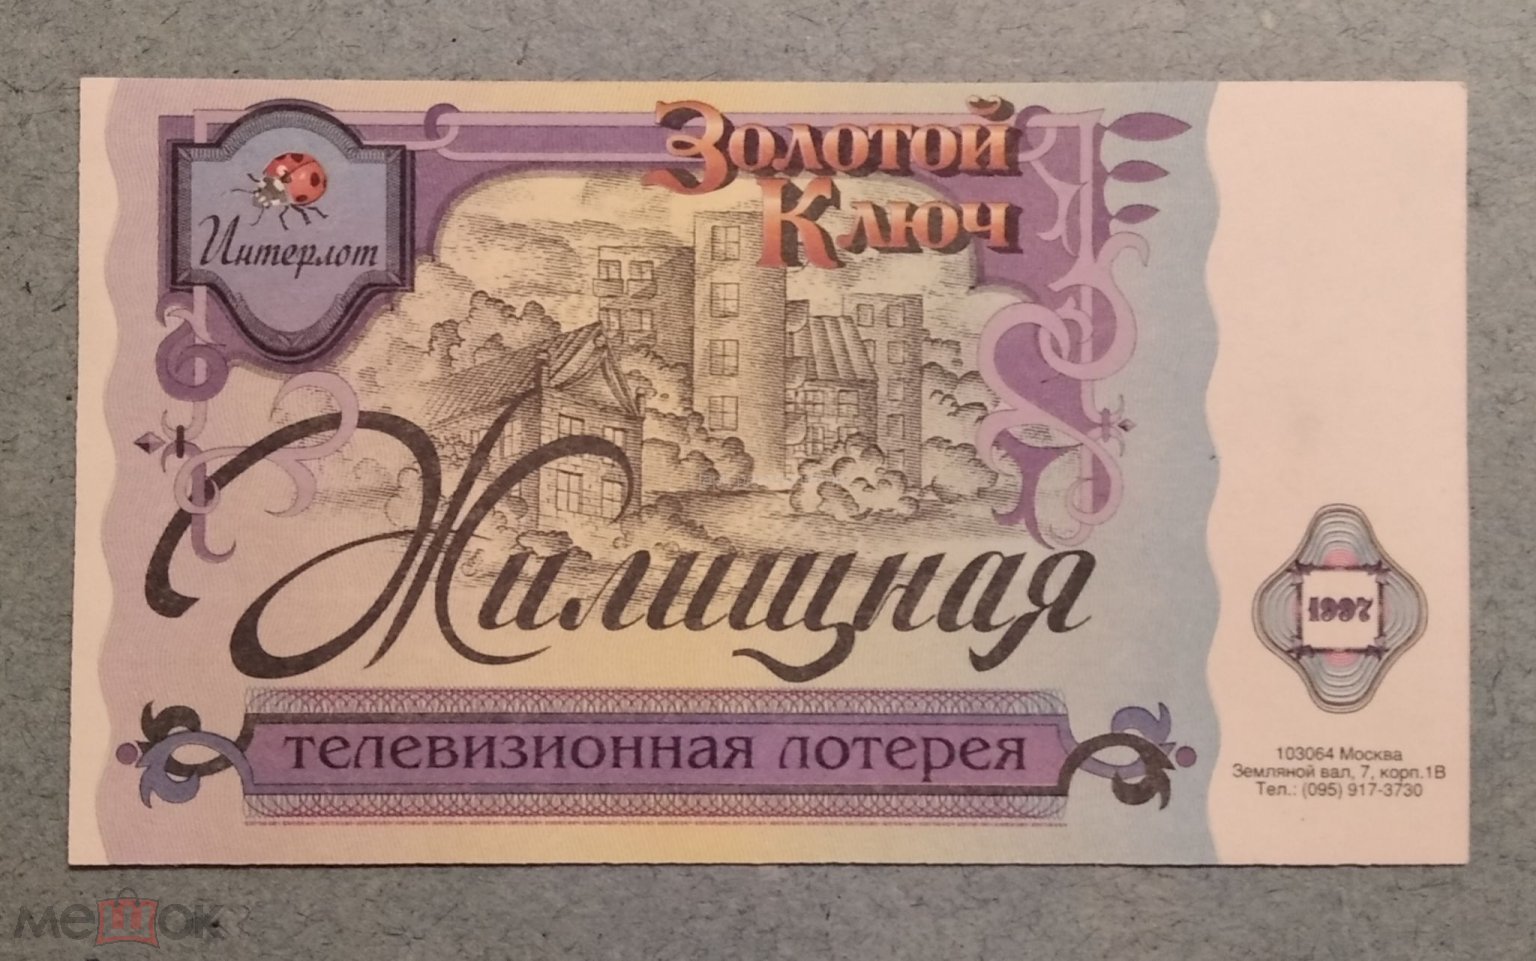 Золотой
Ключ
Интерлот
Жилищная
телевизионная лотерея
1997
103064 Москва
Земляной вал, 7, корп.1В
Тел.: (095) 917-3730
мешок